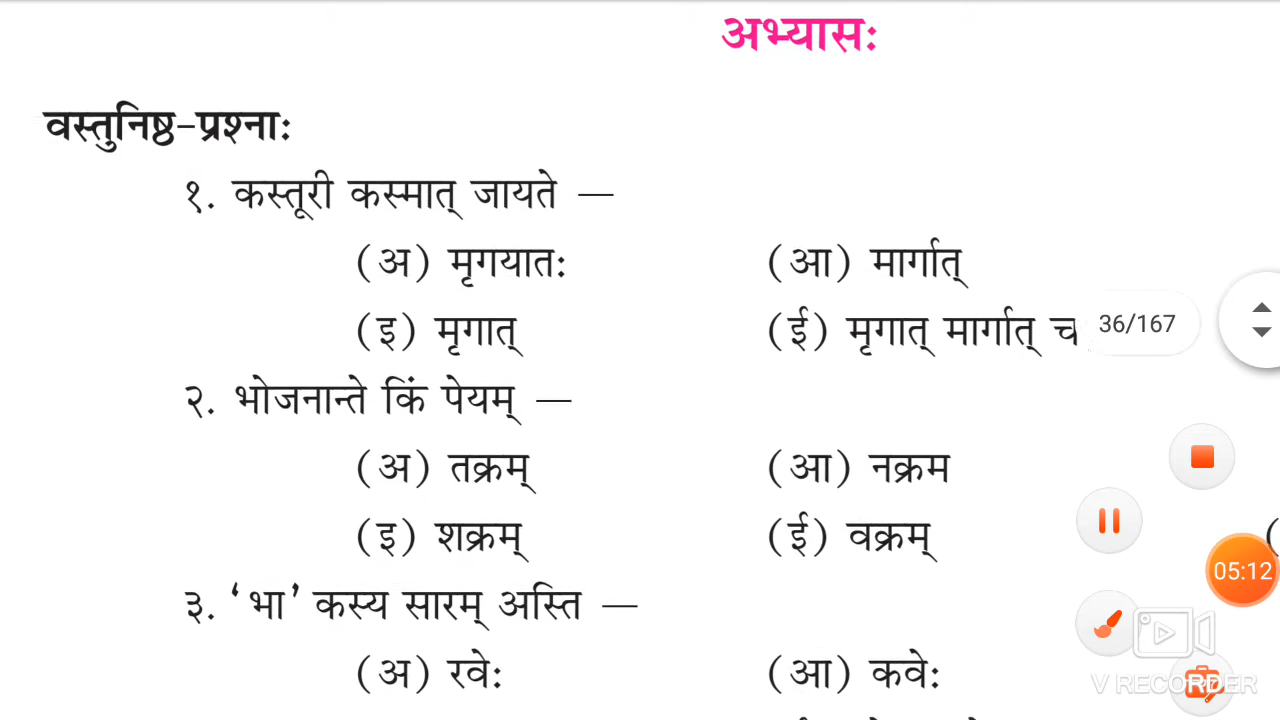 अभ्यासः
वस्तुनिष्ठ-प्रश्नाः
१. कस्तूरी कस्मात् जायते —
(अ) मृगयातः (आ) मार्गात्
(इ) मृगात् (ई) मृगात् मार्गात् च
36/167
२. भोजनान्ते किं पेयम् —
(अ) तक्रम् (आ) नक्रम
(इ) शक्रम् (ई) वक्रम्
05:12
३. ‘भा’ कस्य सारम् अस्ति —
(अ) रवेः (आ) कवेः
V RECORDER